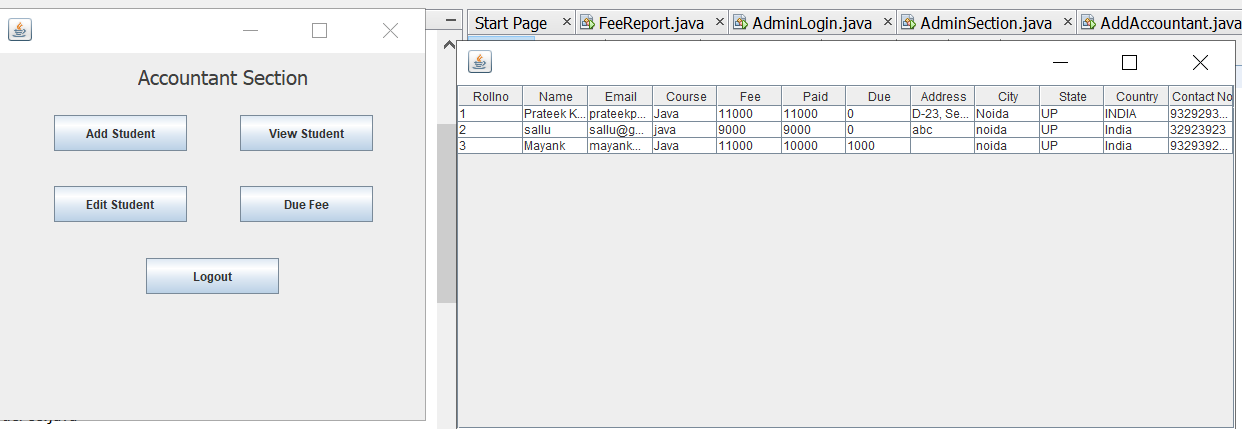 Accountant Section
Add Student
View Student
Edit Student
Due Fee
Logout
Start Page FeeReport.java AdminLogin.java AdminSection.java AddAccountant.java
Rollno Name Email Course Fee Paid Due Address City State Country Contact No
1 Prateek K... prateekp... Java 11000 11000 0 D-23, Se... Noida UP INDIA 9329293...
2 sallu sallu@g... java 9000 9000 0 abc noida UP India 32923923
3 Mayank mayank... Java 11000 10000 1000 noida UP India 9329392...